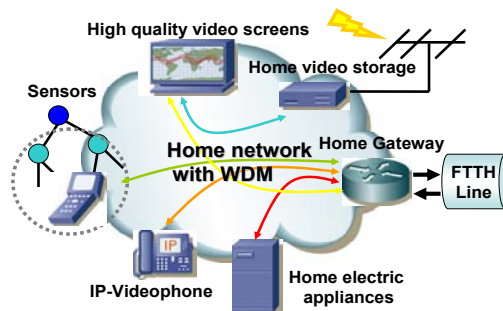 High quality video screens
Home video storage
Sensors
Home Gateway
Home network
with WDM
FTTH
Line
IP
IP-Videophone
Home electric
appliances